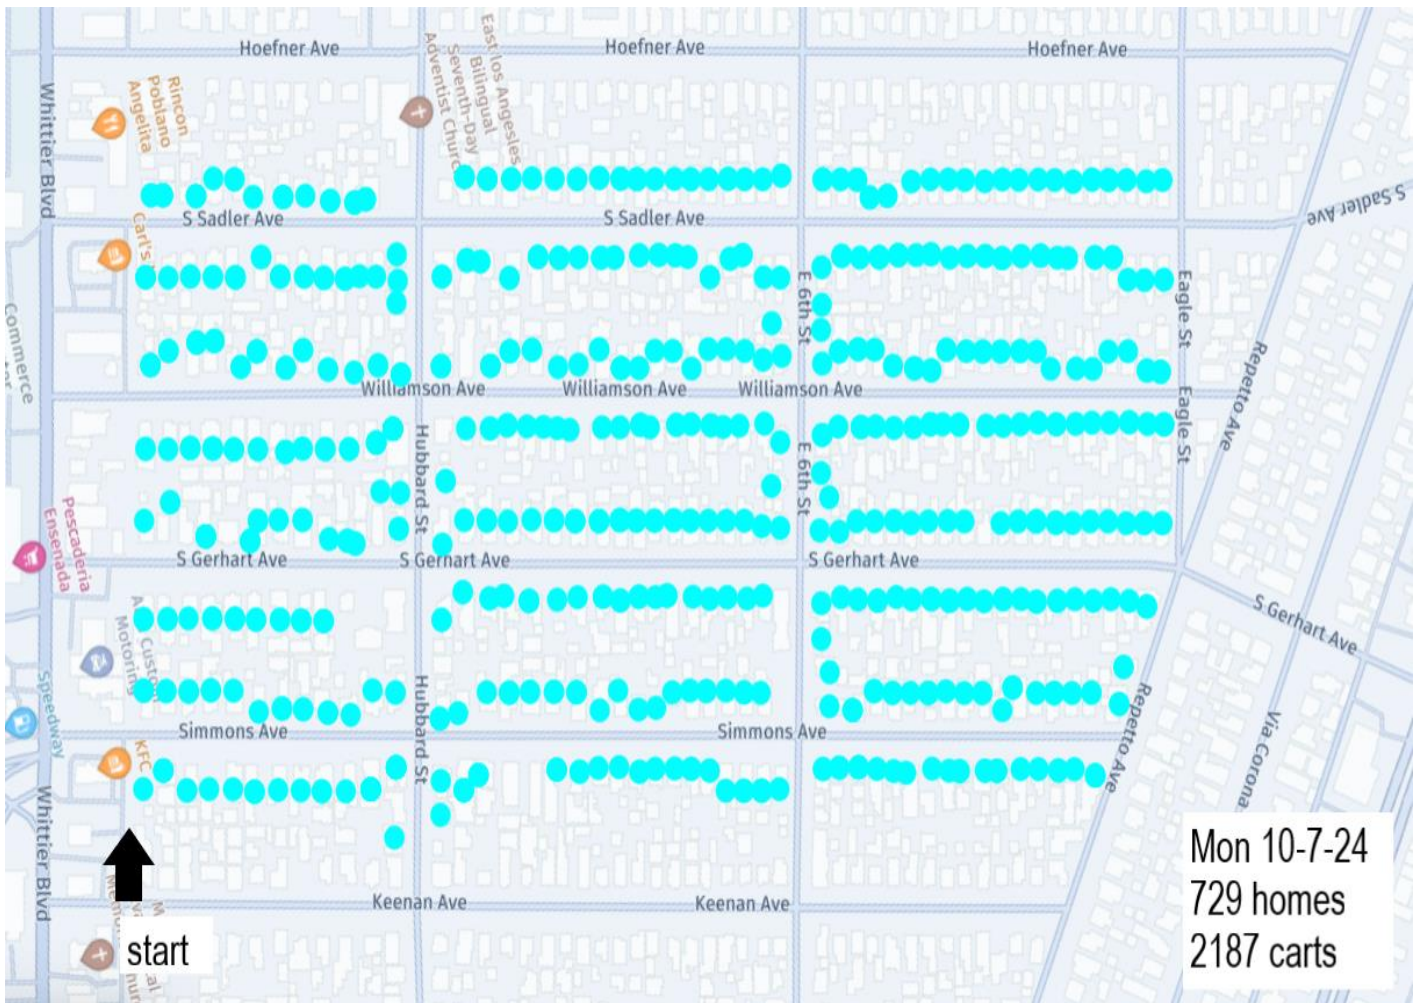 Hoefner Ave
Hoefner Ave
Hoefner Ave
Whittier Blvd
Rincon
Poblano
Angelita
East los Angesles
Bilingual
Seventh-Day
Adventist Churc
S Sadler Ave
S Sadler Ave
S Sadler Ave
Carl's
E 6th St
Eagle St
Commerce
Repetto Ave
Williamson Ave
Williamson Ave
Williamson Ave
Eagle St
Hubbard St
E 6th St
Pescaderia
Ensenada
S Gerhart Ave
S Gernart Ave
S Gerhart Ave
S Gerhart Ave
Custom
Motoring
Speedway
Hubbard St
Repetto Ave
Via Corona
Simmons Ave
Simmons Ave
KFC
Whittier Blvd
Keenan Ave
Keenan Ave
start
Mon 10-7-24
729 homes
2187 carts